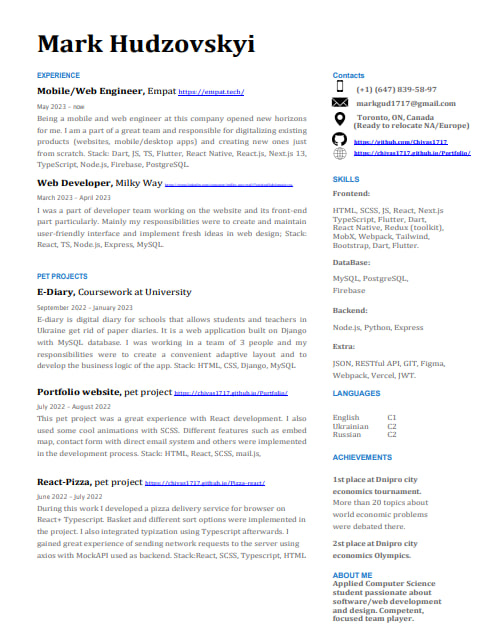 Mark Hudzovskyi
EXPERIENCE
Mobile/Web Engineer, Empat https://empat.tech/
May 2023 – now
Being a mobile and web engineer at this company opened new horizons
for me. I am a part of a great team and responsible for digitalizing existing
products (websites, mobile/desktop apps) and creating new ones just
from scratch. Stack: Dart, JS, TS, Flutter, React Native, React.js, Next.js 13,
TypeScript, Node.js, Firebase, PostgreSQL.
Web Developer, Milky Way
March 2023 – April 2023
I was a part of developer team working on the website and its front-end
part particularly. Mainly my responsibilities were to create and maintain
user-friendly interface and implement fresh ideas in web design; Stack:
React, TS, Node.js, Express, MySQL.
PET PROJECTS
E-Diary, Coursework at University
September 2022 – January 2023
E-diary is digital diary for schools that allows students and teachers in
Ukraine get rid of paper diaries. It is a web application built on Django
with MySQL database. I was working in a team of 3 people and my
responsibilities were to create a convenient adaptive layout and to
develop the business logic of the app. Stack: HTML, CSS, Django, MySQL
Portfolio website, pet project https://chivas1717.github.io/Portfolio/
July 2022 – August 2022
This pet project was a great experience with React development. I also
used some cool animations with SCSS. Different features such as embed
map, contact form with direct email system and others were implemented
in the development process. Stack: HTML, React, SCSS, mail.js,
React-Pizza, pet project https://chivas1717.github.io/Pizza-react/
June 2022 – July 2022
During this work I developed a pizza delivery service for browser on
React+ Typescript. Basket and different sort options were implemented in
the project. I also integrated typization using Typescript afterwards. I
gained great experience of sending network requests to the server using
axios with MockAPI used as backend. Stack:React, SCSS, Typescript, HTML
Contacts
(+1) (647) 839-58-97
markgud1717@gmail.com
Toronto, ON, Canada
(Ready to relocate NA/Europe)
https://github.com/Chivas1717
https://chivas1717.github.io/Portfolio/
SKILLS
Frontend:
HTML, SCSS, JS, React, Next.js
TypeScript, Flutter, Dart,
React Native, Redux (toolkit),
MobX, Webpack, Tailwind,
Bootstrap, Dart, Flutter.
DataBase:
MySQL, PostgreSQL,
Firebase
Backend:
Node.js, Python, Express
Extra:
JSON, RESTful API, GIT, Figma,
Webpack, Vercel, JWT.
LANGUAGES
English C1
Ukrainian C2
Russian C2
ACHIEVEMENTS
1st place at Dnipro city
economics tournament.
More than 20 topics about
world economic problems
were debated there.
2st place at Dnipro city
economics Olympics.
ABOUT ME
Applied Computer Science
student passionate about
software/web development
and design. Competent,
focused team player.